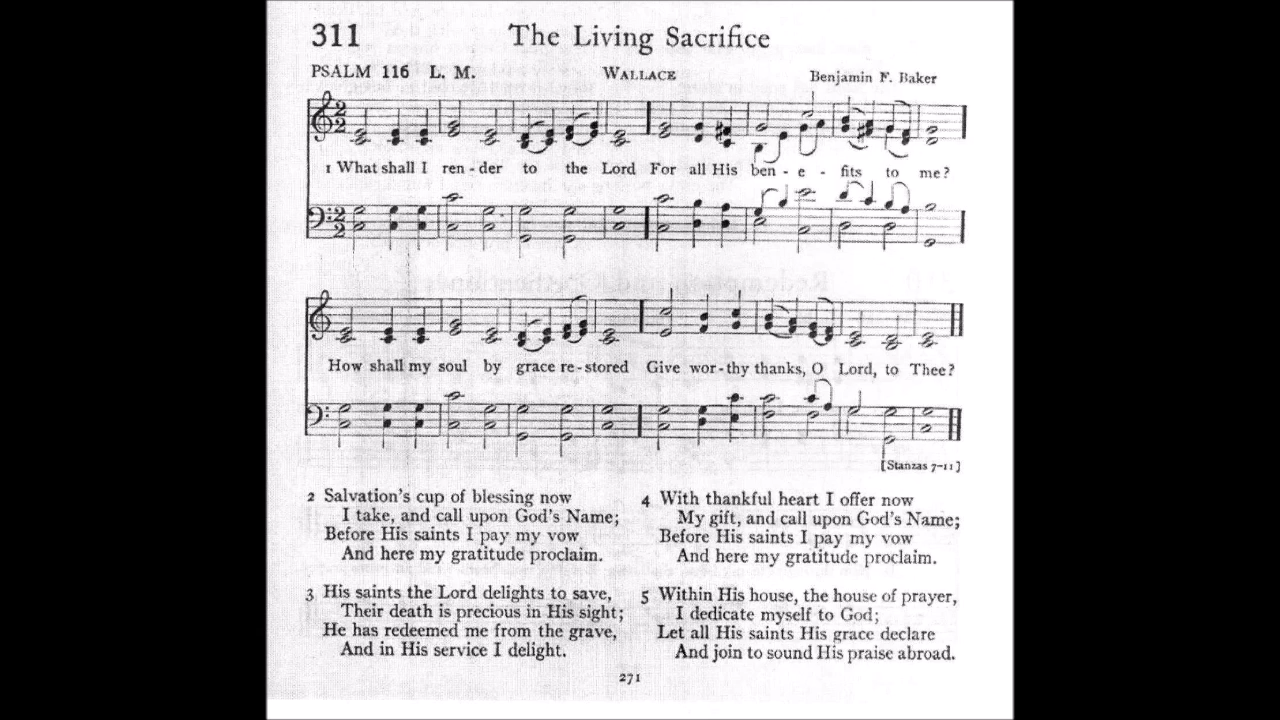 311 The Living Sacrifice
PSALM 116 L. M. WALLACE Benjamin F. Baker
1 What shall I ren - der to the Lord For all His ben - e - fits to me?
How shall my soul by grace re - stored Give wor - thy thanks, O Lord, to Thee?
[Stanzas 7-11]
2 Salvation's cup of blessing now
I take, and call upon God's Name;
Before His saints I pay my vow
And here my gratitude proclaim.
3 His saints the Lord delights to save,
Their death is precious in His sight;
He has redeemed me from the grave,
And in His service I delight.
4 With thankful heart I offer now
My gift, and call upon God's Name;
Before His saints I pay my vow
And here my gratitude proclaim.
5 Within His house, the house of prayer,
I dedicate myself to God;
Let all His saints His grace declare
And join to sound His praise abroad.
271